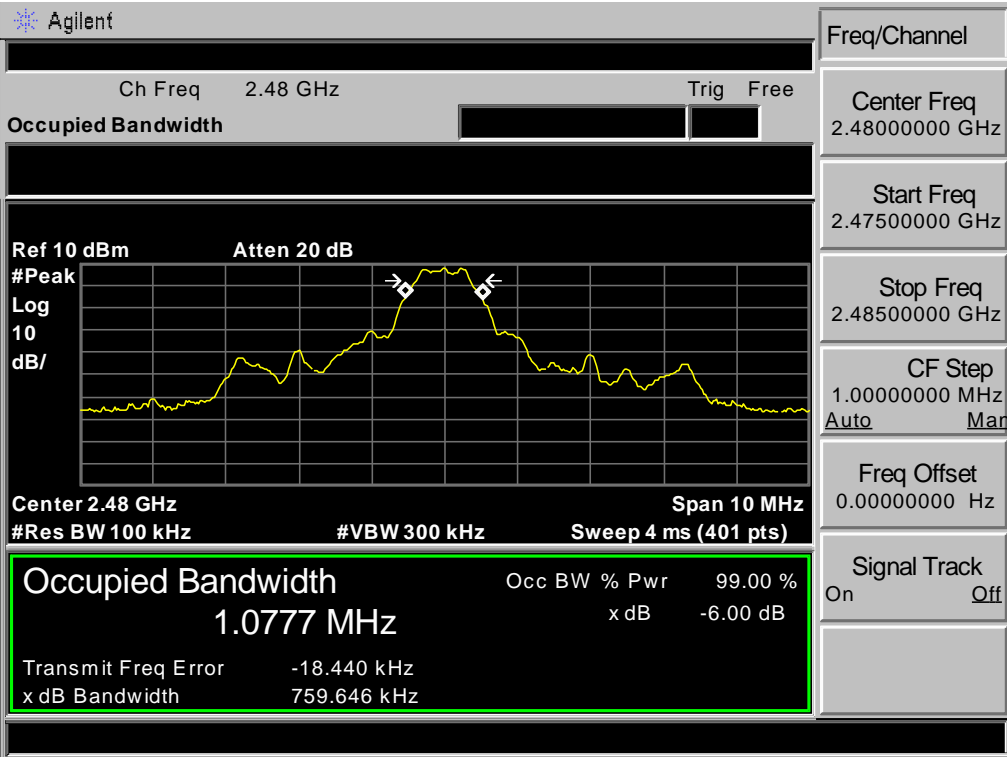 Agilent
Freq/Channel
Ch Freq 2.48 GHz Trig Free
Occupied Bandwidth
Center Freq
2.48000000 GHz
Start Freq
2.47500000 GHz
Ref 10 dBm Atten 20 dB
#Peak
Log
10
dB/
Stop Freq
2.48500000 GHz
CF Step
1.00000000 MHz
Auto Man
Center 2.48 GHz Span 10 MHz
#Res BW 100 kHz #VBW 300 kHz Sweep 4 ms (401 pts)
Freq Offset
0.00000000 Hz
Occupied Bandwidth Occ BW % Pwr 99.00 %
1.0777 MHz x dB -6.00 dB
Transmit Freq Error -18.440 kHz
x dB Bandwidth 759.646 kHz
Signal Track
On Off